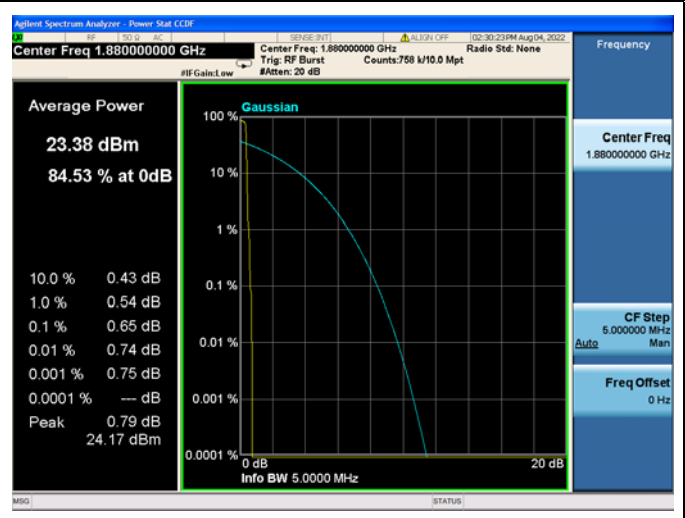 Agilent Spectrum Analyzer - Power Stat CCDF
RF 50 Ω AC SENSE:INT ALIGN OFF 02:30:23 PM Aug 04, 2022
Center Freq 1.880000000 GHz
Center Freq: 1.880000000 GHz Radio Std: None
Trig: RF Burst Counts:758 k/10.0 Mpt
#IFGain:Low #Atten: 20 dB
Frequency
Average Power
23.38 dBm
84.53 % at 0dB
10.0 % 0.43 dB
1.0 % 0.54 dB
0.1 % 0.65 dB
0.01 % 0.74 dB
0.001 % 0.75 dB
0.0001 % --- dB
Peak 0.79 dB
24.17 dBm
Gaussian
100 %
10 %
1 %
0.1 %
0.01 %
0.001 %
0.0001 %
0 dB 20 dB
Info BW 5.0000 MHz
Center Freq
1.880000000 GHz
CF Step
5.000000 MHz
Auto Man
Freq Offset
0 Hz
MSG STATUS